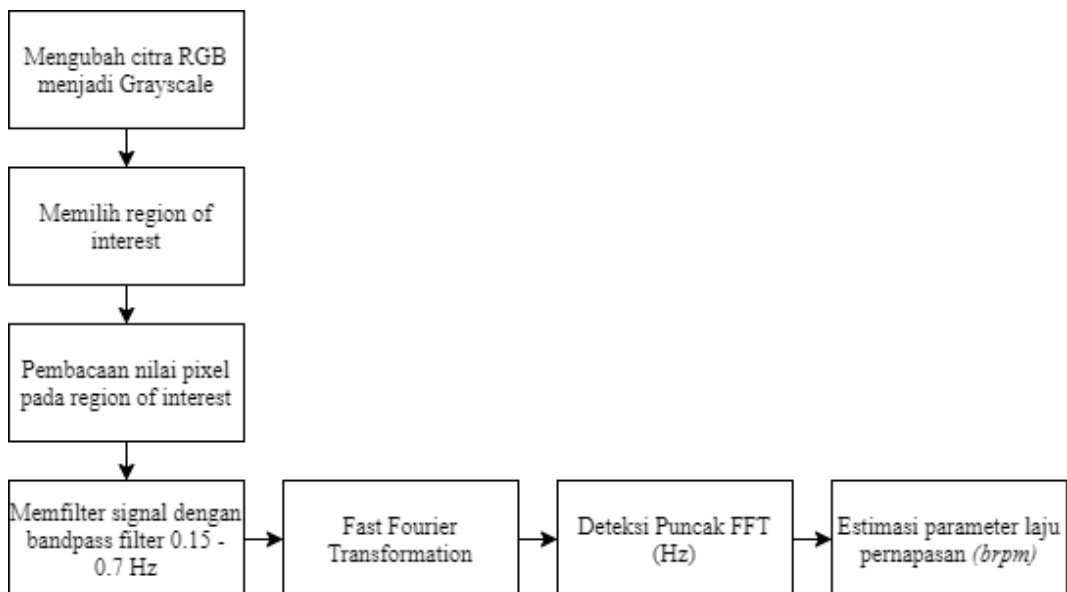 Mengubah citra RGB
menjadi Grayscale
Memilih region of
interest
Pembacaan nilai pixel
pada region of interest
Memfilter signal dengan
bandpass filter 0.15 -
0.7 Hz
Fast Fourier
Transformation
Deteksi Puncak FFT
(Hz)
Estimasi parameter laju
pernapasan (brpm)